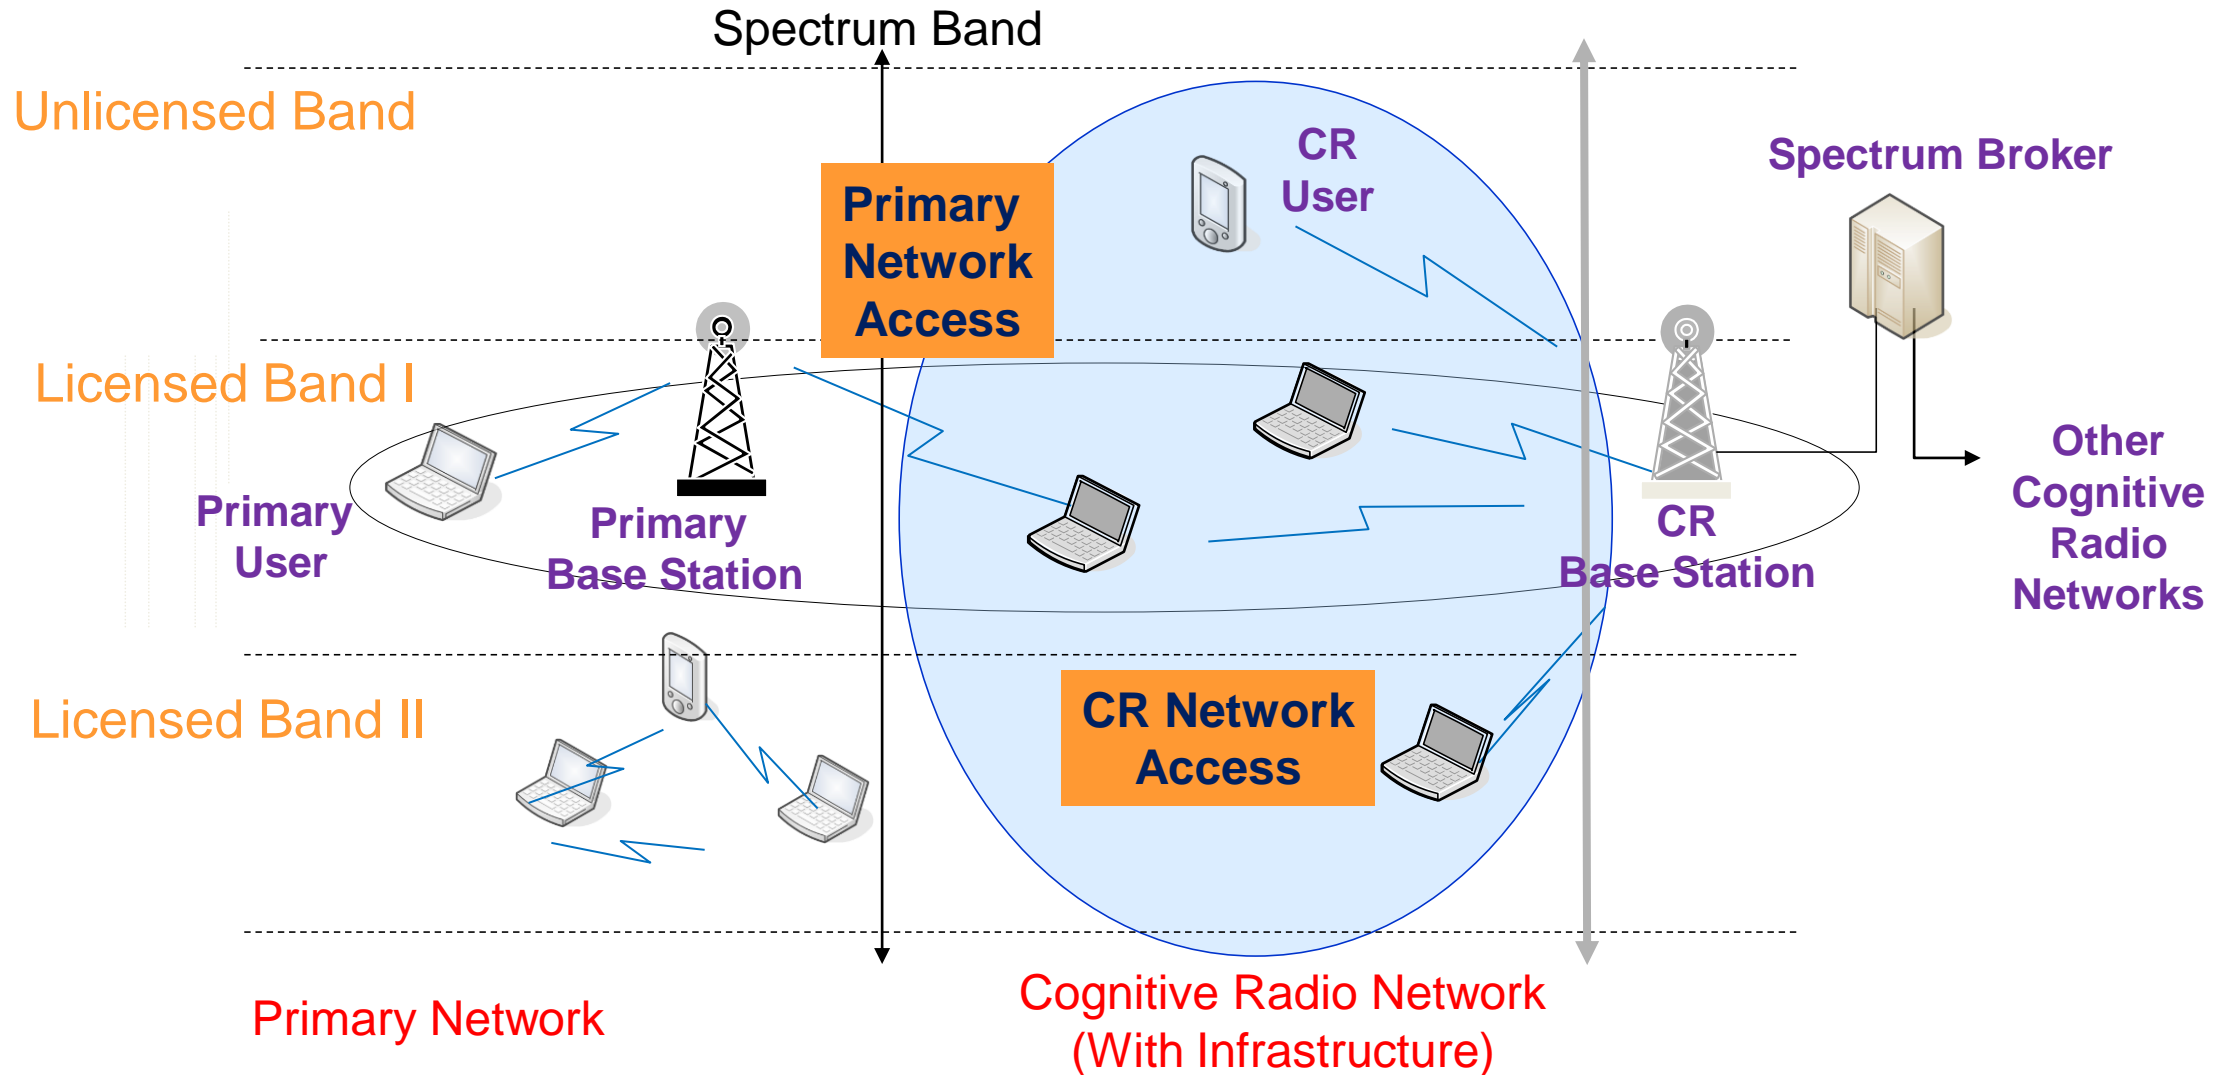 Spectrum Band
Unlicensed Band
CR
User
Spectrum Broker
Primary
Network
Access
Licensed Band I
Primary
User
Primary
Base Station
CR
Base Station
Other
Cognitive
Radio
Networks
Licensed Band II
CR Network
Access
Primary Network
Cognitive Radio Network
(With Infrastructure)